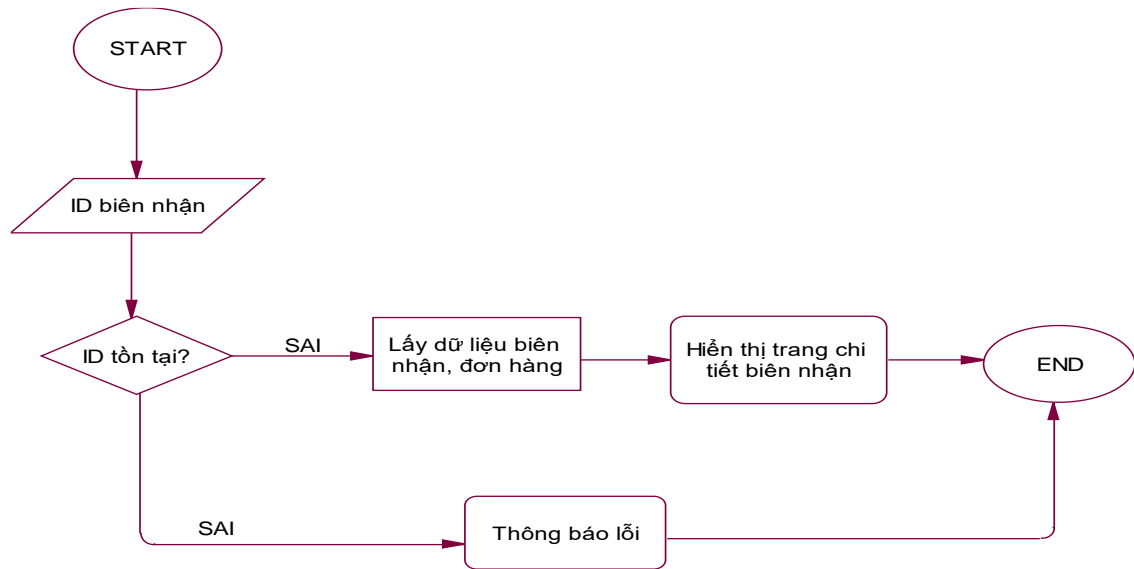 START
ID biên nhận
ID tồn tại?
SAI
Lấy dữ liệu biên
nhận, đơn hàng
Hiển thị trang chi
tiết biên nhận
END
SAI
Thông báo lỗi